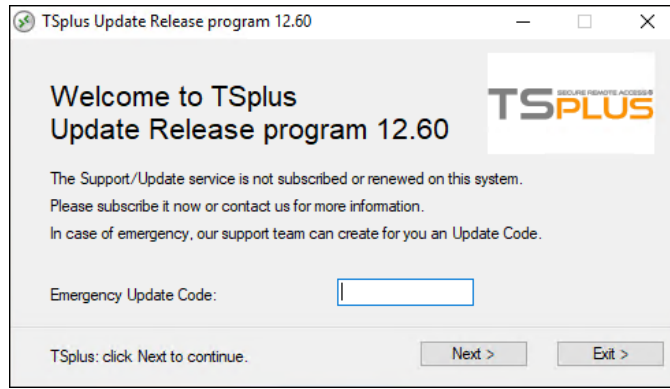 TSplus Update Release program 12.60
Welcome to TSplus
Update Release program 12.60
SECURE REMOTE ACCESS®
TSPLUS
The Support/Update service is not subscribed or renewed on this system.
Please subscribe it now or contact us for more information.
In case of emergency, our support team can create for you an Update Code.
Emergency Update Code:
TSplus: click Next to continue.
Next >
Exit >